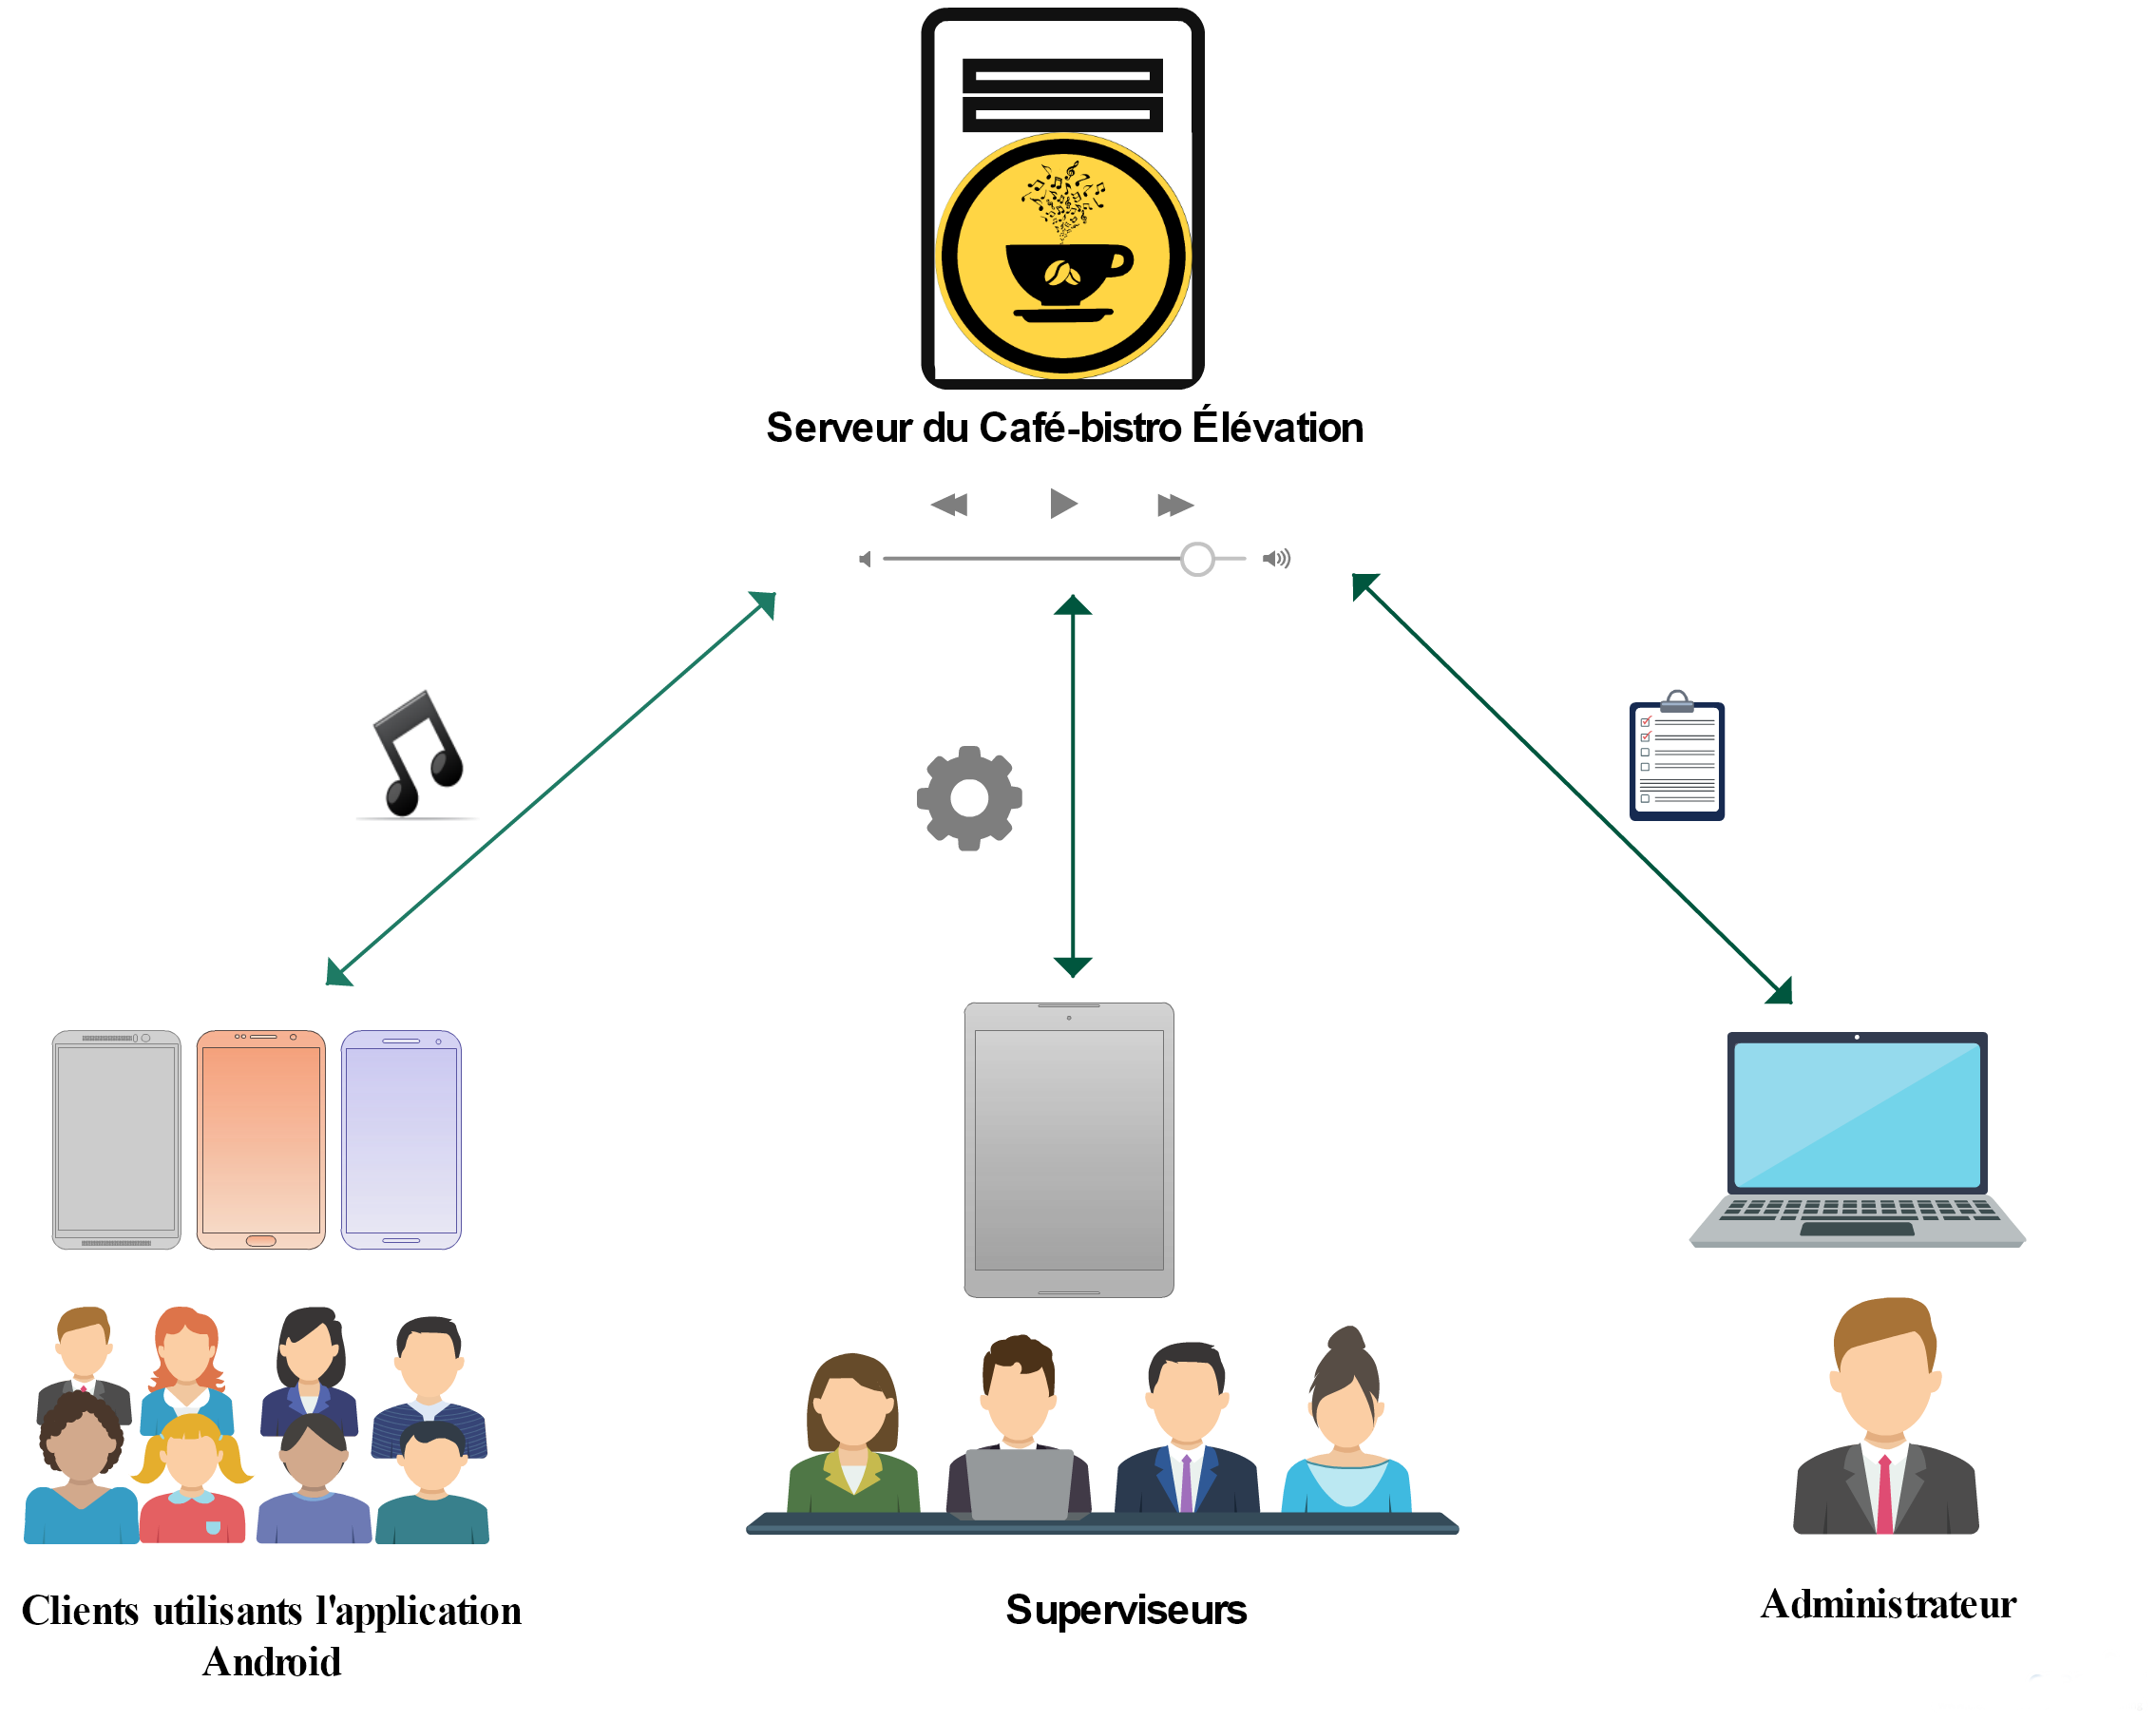 Serveur du Café-bistro Élévation
Clients utilisants l'application
Android
Superviseurs
Administrateur